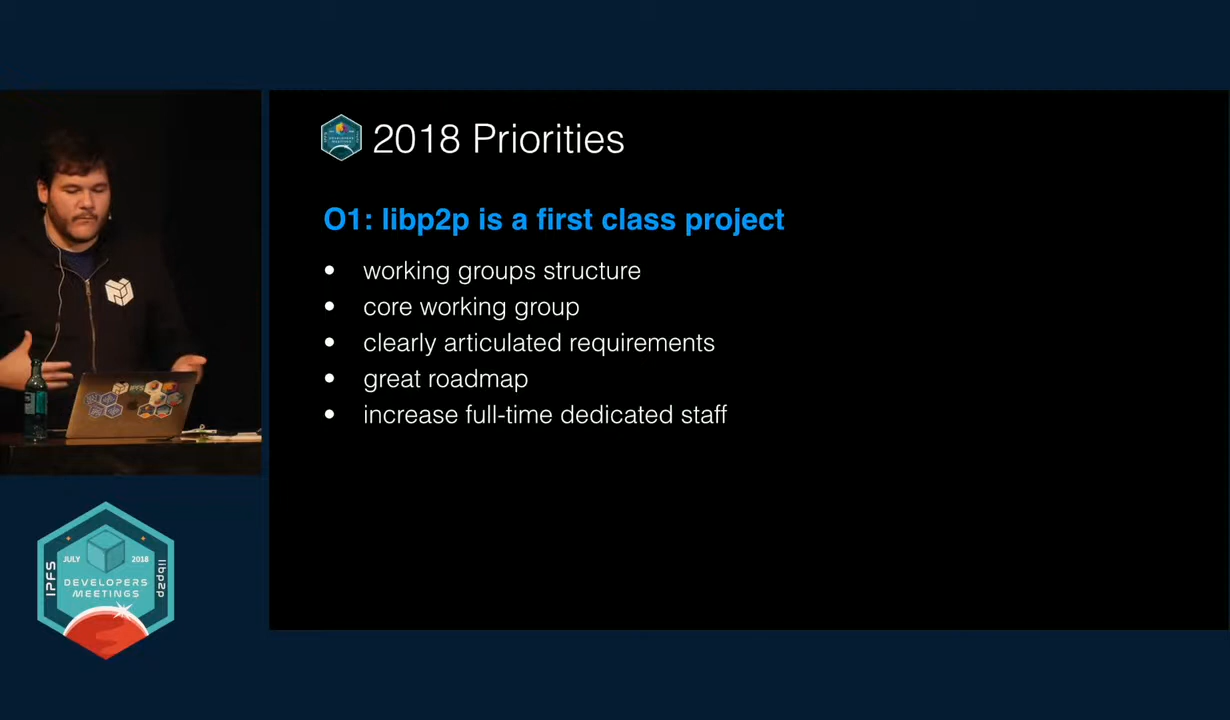 2018 Priorities
O1: libp2p is a first class project
• working groups structure
• core working group
• clearly articulated requirements
• great roadmap
• increase full-time dedicated staff
IPFS
JULY
2018
libp2p
DEVELOPERS
MEETINGS